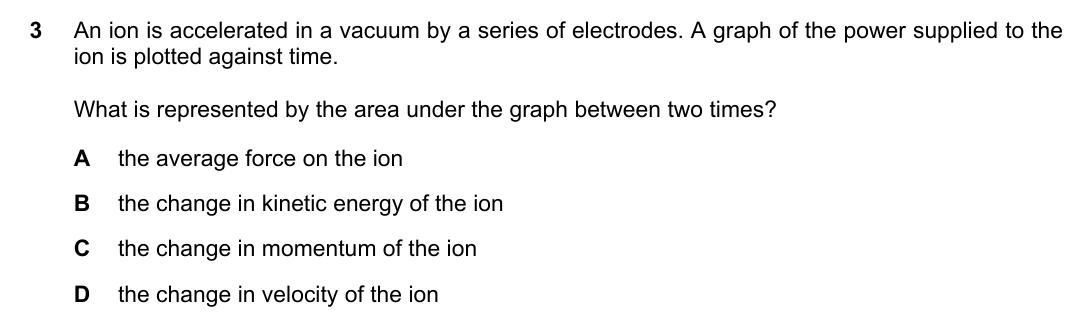 3 An ion is accelerated in a vacuum by a series of electrodes. A graph of the power supplied to the
ion is plotted against time.
What is represented by the area under the graph between two times?
A the average force on the ion
B the change in kinetic energy of the ion
C the change in momentum of the ion
D the change in velocity of the ion